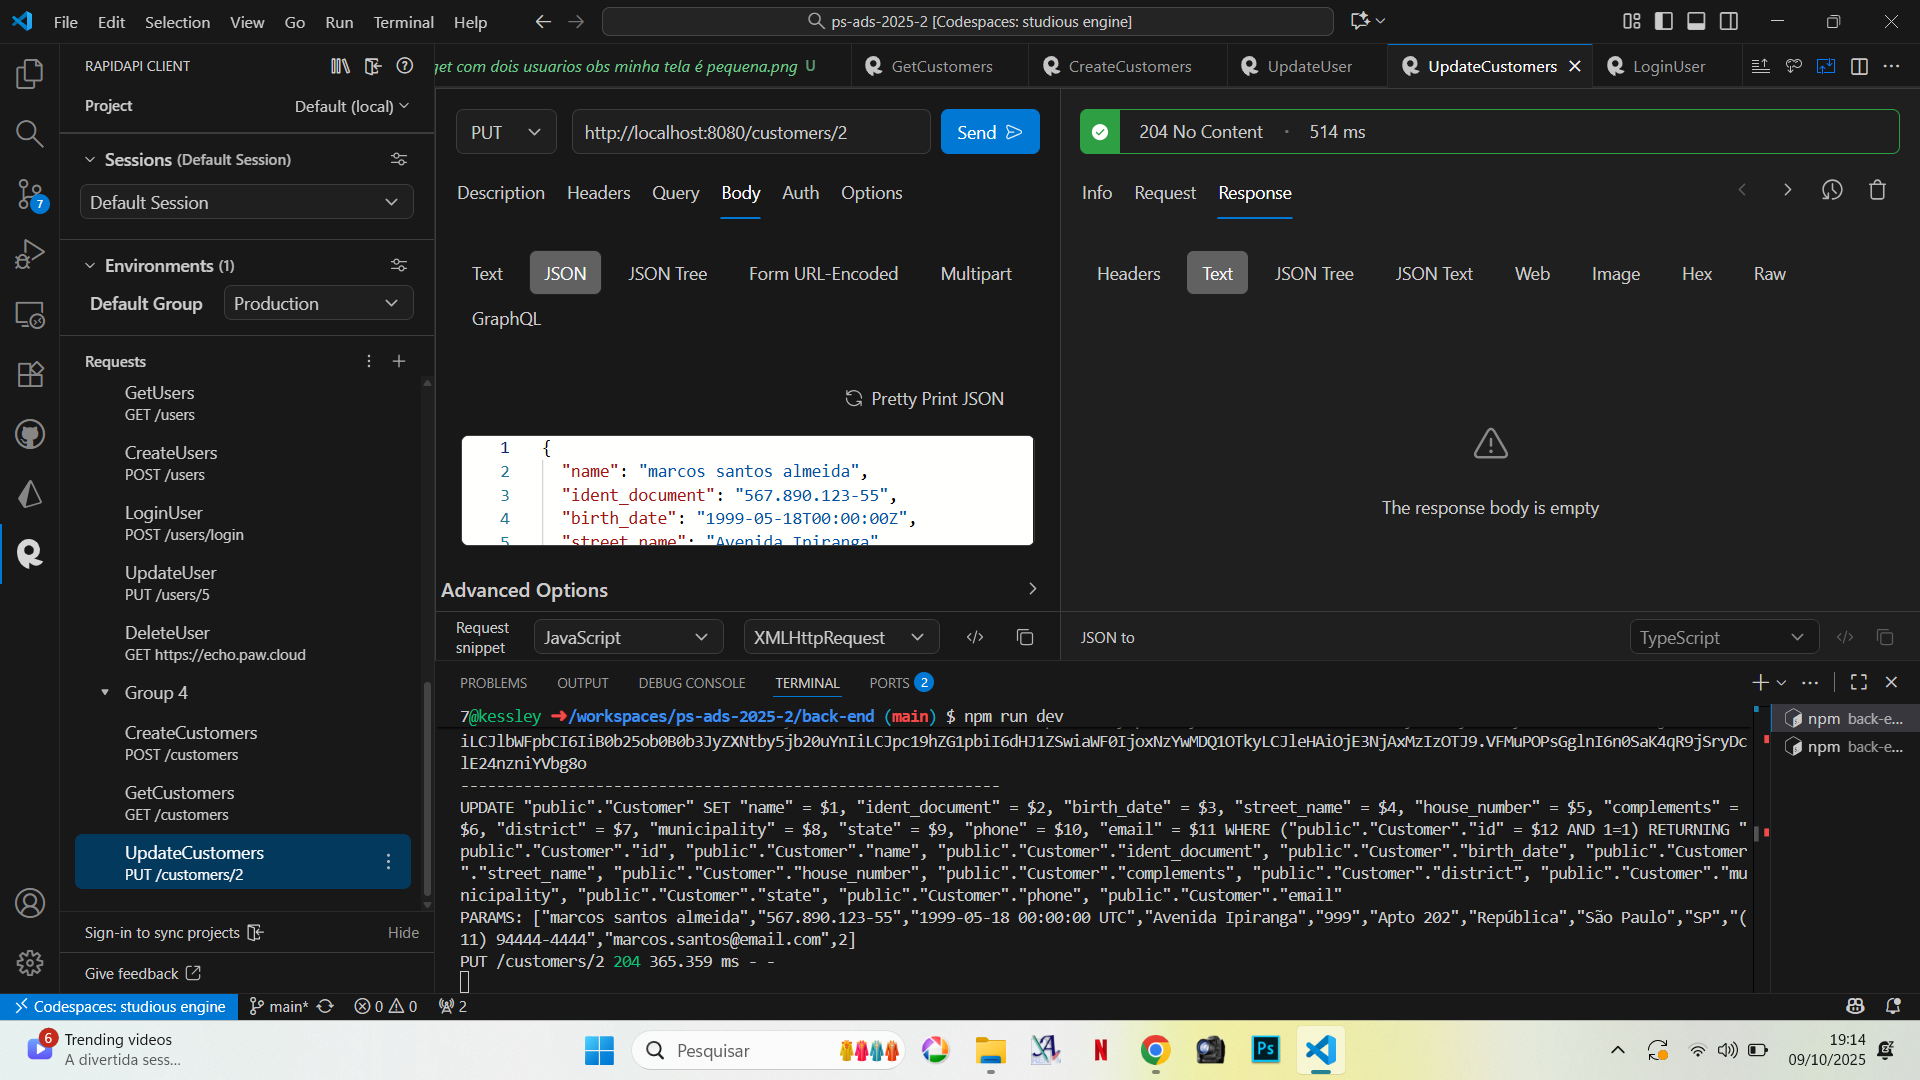 File Edit Selection View Go Run Terminal Help
ps-ads-2025-2 [Codespaces: studious engine]
RAPIDAPI CLIENT
get com dois usuarios obs minha tela é pequena.png U
GetCustomers
CreateCustomers
UpdateUser
UpdateCustomers
LoginUser
Project
Default (local)
Sessions (Default Session)
Default Session
Environments (1)
Default Group
Production
Requests
GetUsers
GET /users
CreateUsers
POST /users
LoginUser
POST /users/login
UpdateUser
PUT /users/5
DeleteUser
GET https://echo.paw.cloud
Group 4
CreateCustomers
POST /customers
GetCustomers
GET /customers
UpdateCustomers
PUT /customers/2
Sign-in to sync projects
Hide
Give feedback
7
PUT
http://localhost:8080/customers/2
Send
Description Headers Query Body Auth Options
Text JSON JSON Tree Form URL-Encoded Multipart
GraphQL
Pretty Print JSON
1 {
2 "name": "marcos santos almeida",
3 "ident_document": "567.890.123-55",
4 "birth_date": "1999-05-18T00:00:00Z",
5 "street_name": "Avenida Ipiranga"
Advanced Options
Request
snippet
JavaScript
XMLHttpRequest
204 No Content · 514 ms
Info Request Response
Headers Text JSON Tree JSON Text Web Image Hex Raw
The response body is empty
JSON to
TypeScript
PROBLEMS OUTPUT DEBUG CONSOLE TERMINAL PORTS 2
7@kessley ➜/workspaces/ps-ads-2025-2/back-end (main) $ npm run dev
iLCJlbWFpbCI6IiB0b25ob0B0b3JyZXNtby5jb20uYnIiLCJpc19hZG1pbiI6dHJ1ZSwiaWF0IjoxNzYwMDQ1OTkyLCJleHAiOjE3NjAxMzIzOTJ9.VFMuPOPsGglnI6n0SaK4qR9jSryDc
lE24nzniYVbg8o
------------------------------------------------------------
UPDATE "public"."Customer" SET "name" = $1, "ident_document" = $2, "birth_date" = $3, "street_name" = $4, "house_number" = $5, "complements" =
$6, "district" = $7, "municipality" = $8, "state" = $9, "phone" = $10, "email" = $11 WHERE ("public"."Customer"."id" = $12 AND 1=1) RETURNING "
public"."Customer"."id", "public"."Customer"."name", "public"."Customer"."ident_document", "public"."Customer"."birth_date", "public"."Customer
"."street_name", "public"."Customer"."house_number", "public"."Customer"."complements", "public"."Customer"."district", "public"."Customer"."mu
nicipality", "public"."Customer"."state", "public"."Customer"."phone", "public"."Customer"."email"
PARAMS: ["marcos santos almeida","567.890.123-55","1999-05-18 00:00:00 UTC","Avenida Ipiranga","999","Apto 202","República","São Paulo","SP","(
11) 94444-4444","marcos.santos@email.com",2]
PUT /customers/2 204 365.359 ms - -
npm back-e...
npm back-e...
Codespaces: studious engine
main*
0 0
2
6
Trending videos
A divertida sess...
Pesquisar
N
Ps
19:14
09/10/2025